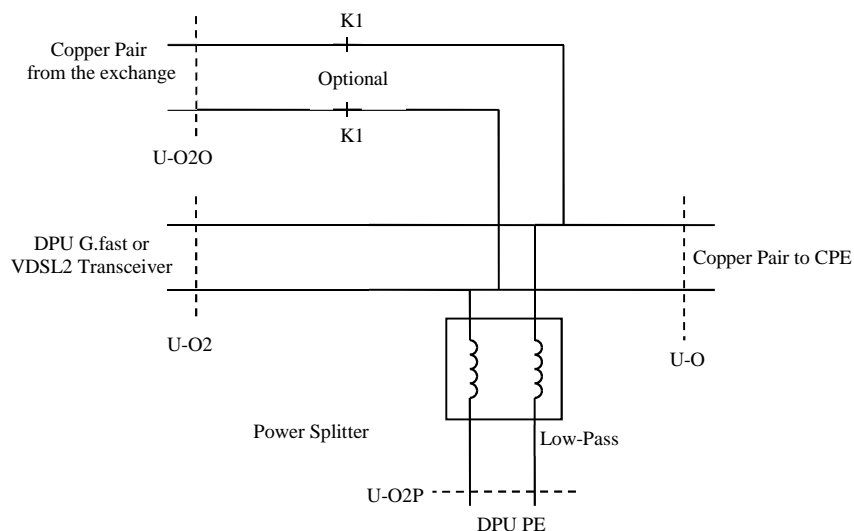 K1
Copper Pair
from the exchange
Optional
K1
U-O2O
DPU G.fast or
VDSL2 Transceiver
Copper Pair to CPE
U-O2
U-O
Power Splitter
Low-Pass
U-O2P
DPU PE